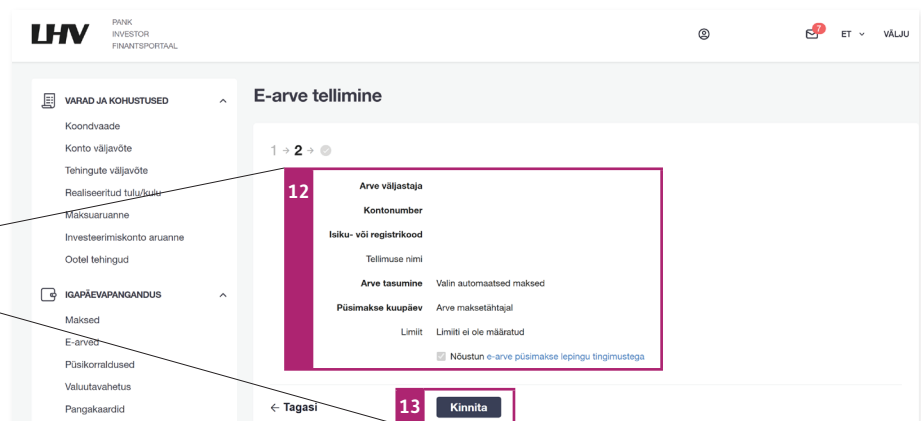 LHV
PANK
INVESTOR
FINANTSPORTAAL
7
ET
VÄLJU
VARAD JA KOHUSTUSED
Koondvaade
Konto väljavõte
Tehingute väljavõte
Realiseeritud tulu/kulu
Maksuaruanne
Investeerimiskonto aruanne
Ootel tehingud
IGAPÄEVAPANGANDUS
Maksed
E-arved
Püsikorraldused
Valuutavahetus
Pangakaardid
E-arve tellimine
1 → 2 →
12
Arve väljastaja
Kontonumber
Isiku- või registrikood
Tellimuse nimi
Arve tasumine Valin automaatsed maksed
Püsimakse kuupäev Arve maksetähtajal
Limiit Limiiti ei ole määratud
Nõustun e-arve püsimakse lepingu tingimustega
← Tagasi
13
Kinnita